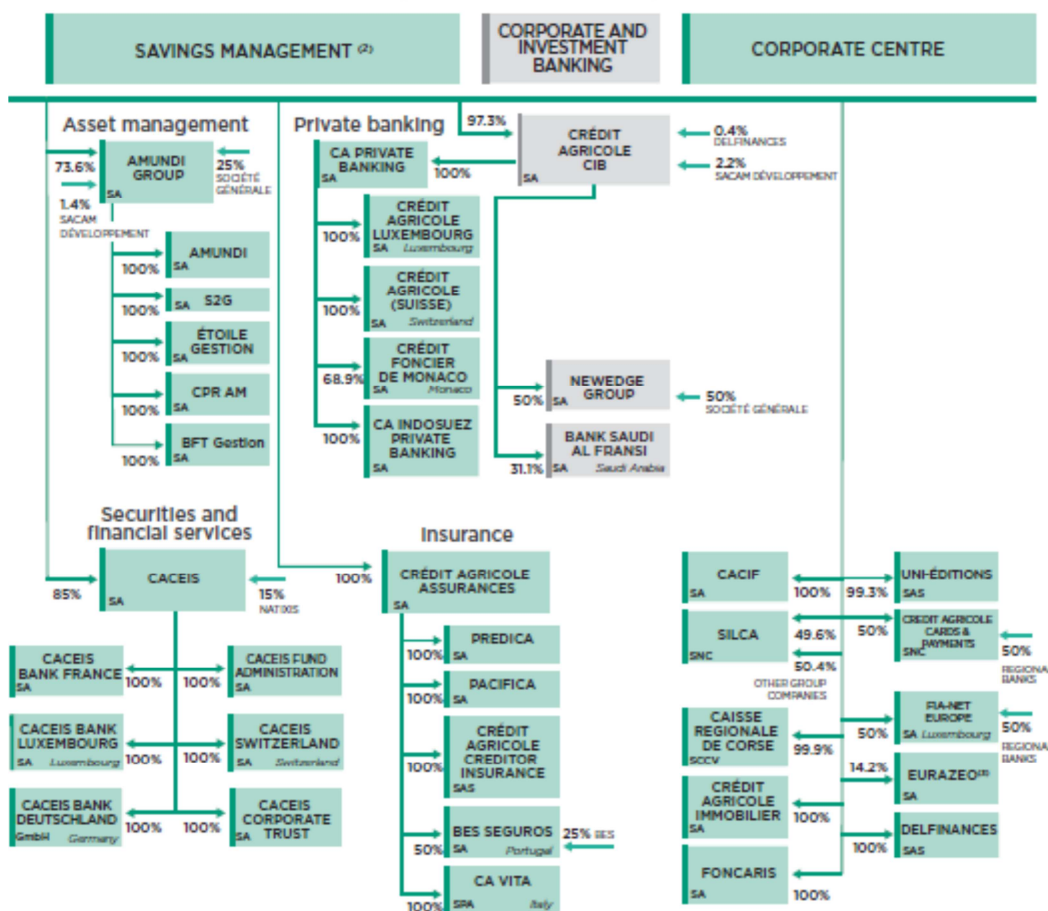 SAVINGS MANAGEMENT (2)
CORPORATE AND
INVESTMENT
BANKING
CORPORATE CENTRE
Asset management
73.6%
AMUNDI
GROUP
SA
25%
SOCIÉTÉ
GÉNÉRALE
1.4%
SACAM
DÉVELOPPEMENT
100%
AMUNDI
SA
100%
S2G
SA
100%
ÉTOILE
GESTION
SA
100%
CPR AM
SA
100%
BFT Gestion
SA
Private banking
CA PRIVATE
BANKING
SA
100%
100%
CRÉDIT
AGRICOLE
LUXEMBOURG
SA Luxembourg
100%
CRÉDIT
AGRICOLE
(SUISSE)
SA Switzerland
68.9%
CRÉDIT
FONCIER
DE MONACO
SA Monaco
100%
CA INDOSUEZ
PRIVATE
BANKING
SA
97.3%
CRÉDIT
AGRICOLE
CIB
SA
0.4%
DELFINANCES
2.2%
SACAM DÉVELOPPEMENT
50%
NEWEDGE
GROUP
SA
50%
SOCIÉTÉ GÉNÉRALE
31.1%
BANK SAUDI
AL FRANSI
SA Saudi Arabia
Securities and
financial services
85%
CACEIS
SA
15%
NATIXIS
CACEIS
BANK FRANCE
SA
100%
100%
CACEIS FUND
ADMINISTRATION
SA
CACEIS BANK
LUXEMBOURG
SA Luxembourg
100%
100%
CACEIS
SWITZERLAND
SA Switzerland
CACEIS BANK
DEUTSCHLAND
GmbH Germany
100%
100%
CACEIS
CORPORATE
TRUST
SA
Insurance
100%
CRÉDIT AGRICOLE
ASSURANCES
SA
100%
PREDICA
SA
100%
PACIFICA
SA
100%
CRÉDIT
AGRICOLE
CREDITOR
INSURANCE
SAS
50%
BES SEGUROS
SA Portugal
25% BES
100%
CA VITA
SPA Italy
CACIF
SA
100%
99.3%
UNI-ÉDITIONS
SAS
SILCA
SNC
49.6%
50.4%
OTHER GROUP
COMPANIES
50%
CREDIT AGRICOLE
CARDS &
PAYMENTS
SNC
50%
REGIONA
BANKS
CAISSE
REGIONALE
DE CORSE
SCCV
99.9%
50%
FIA-NET
EUROPE
SA Luxembourg
50%
REGIONA
BANKS
14.2%
EURAZEO(3)
SA
CRÉDIT
AGRICOLE
IMMOBILIER
SA
100%
100%
DELFINANCES
SAS
FONCARIS
SA
100%